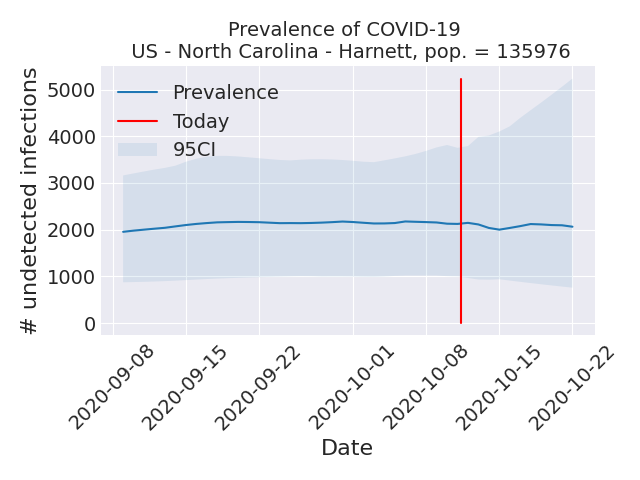 Prevalence of COVID-19
US - North Carolina - Harnett, pop. = 135976
# undetected infections
5000
4000
3000
2000
1000
0
Prevalence
Today
95CI
2020-09-08
2020-09-15
2020-09-22
2020-10-01
2020-10-08
2020-10-15
2020-10-22
Date